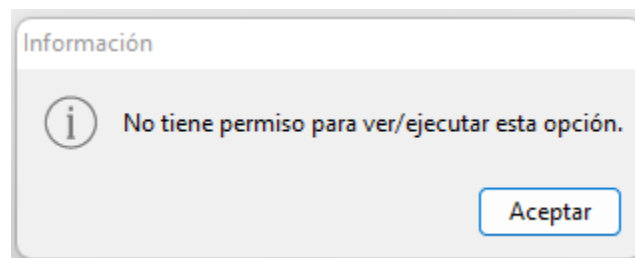 Información
No tiene permiso para ver/ejecutar esta opción.
Aceptar